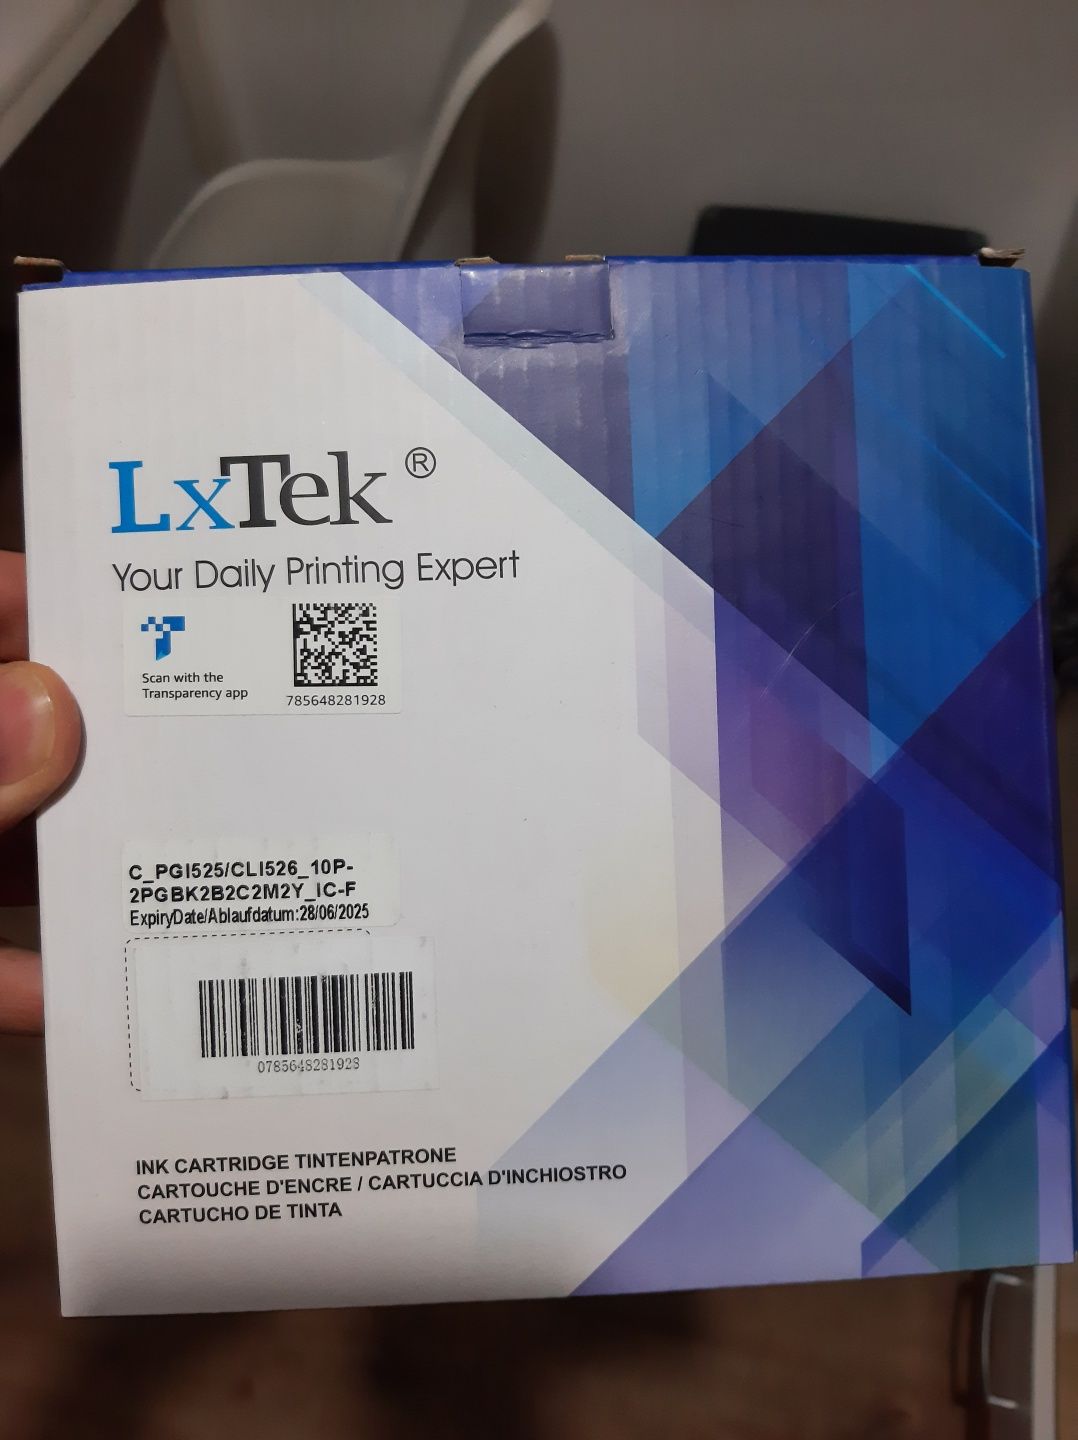 LxTek ®
Your Daily Printing Expert
Scan with the
Transparency app
785648281928
C_PGI525/CLI526_10P-
2PGBK2B2C2M2Y_IC-F
ExpiryDate/Ablaufdatum:28/06/2025
0785648281928
INK CARTRIDGE TINTENPATRONE
CARTOUCHE D'ENCRE / CARTUCCIA D'INCHIOSTRO
CARTUCHO DE TINTA